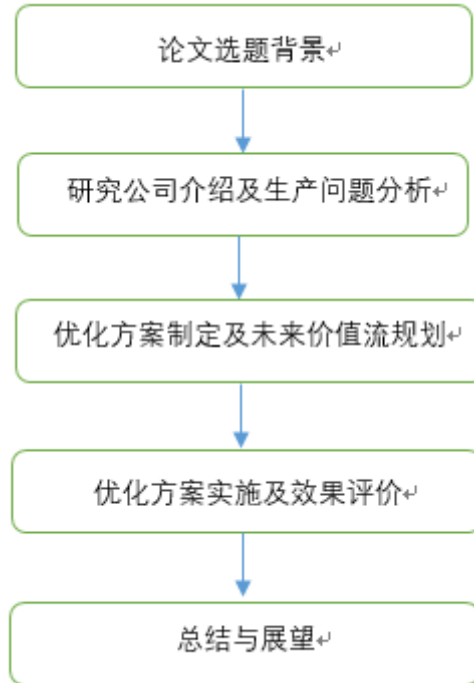 论文选题背景
研究公司介绍及生产问题分析
优化方案制定及未来价值流规划
优化方案实施及效果评价
总结与展望